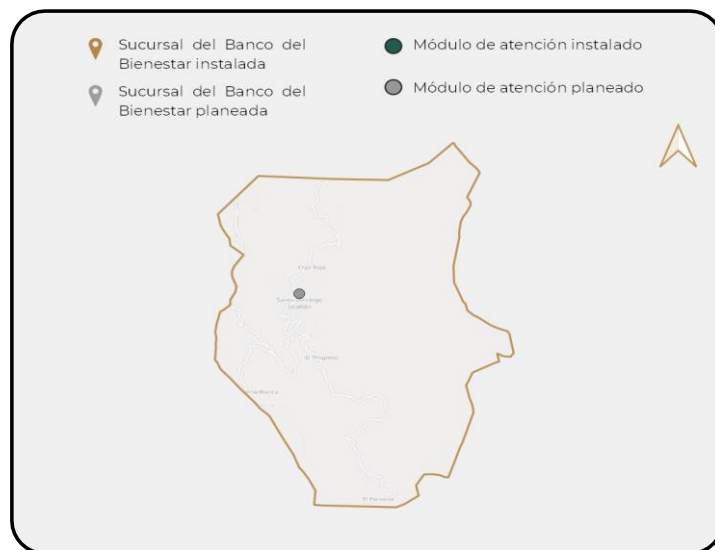 Sucursal del Banco del
Bienestar instalada
Módulo de atención instalado
Sucursal del Banco del
Bienestar planeada
Módulo de atención planeado
Cruz Roja
Santo Domingo
Ixcatlán
El Progreso
El Porvenir